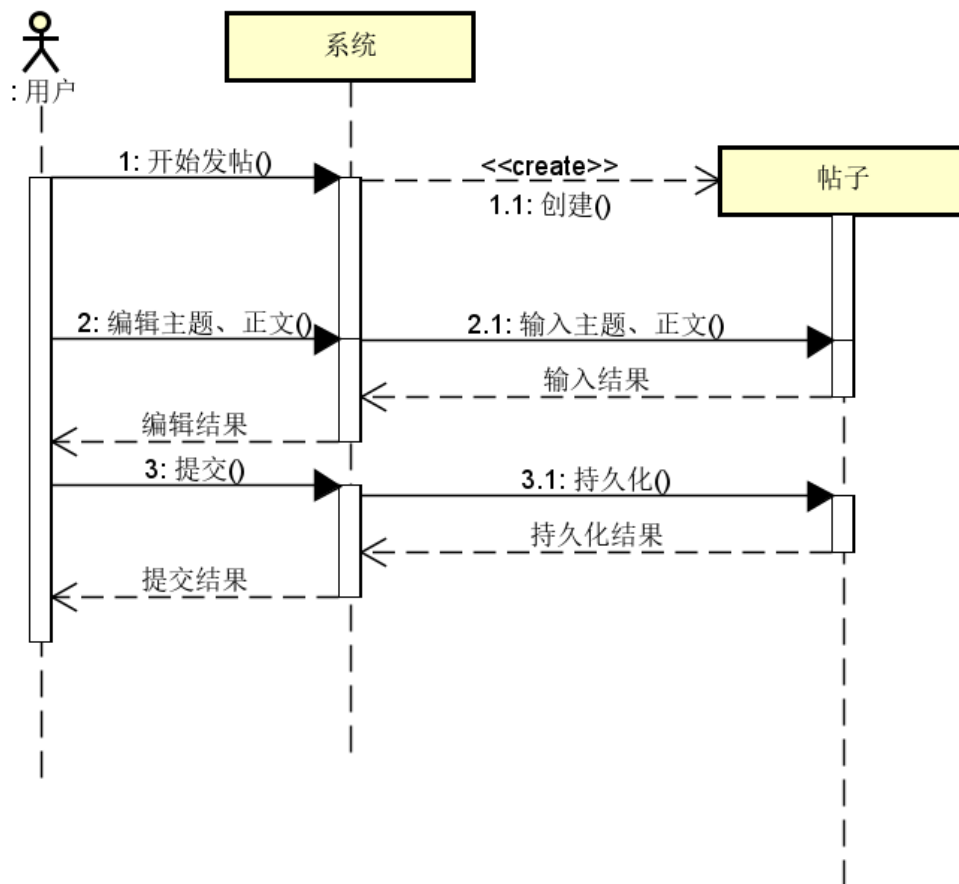 系统
: 用户
1: 开始发帖()
<<create>>
1.1: 创建()
帖子
2: 编辑主题、正文()
2.1: 输入主题、正文()
输入结果
编辑结果
3: 提交()
3.1: 持久化()
持久化结果
提交结果